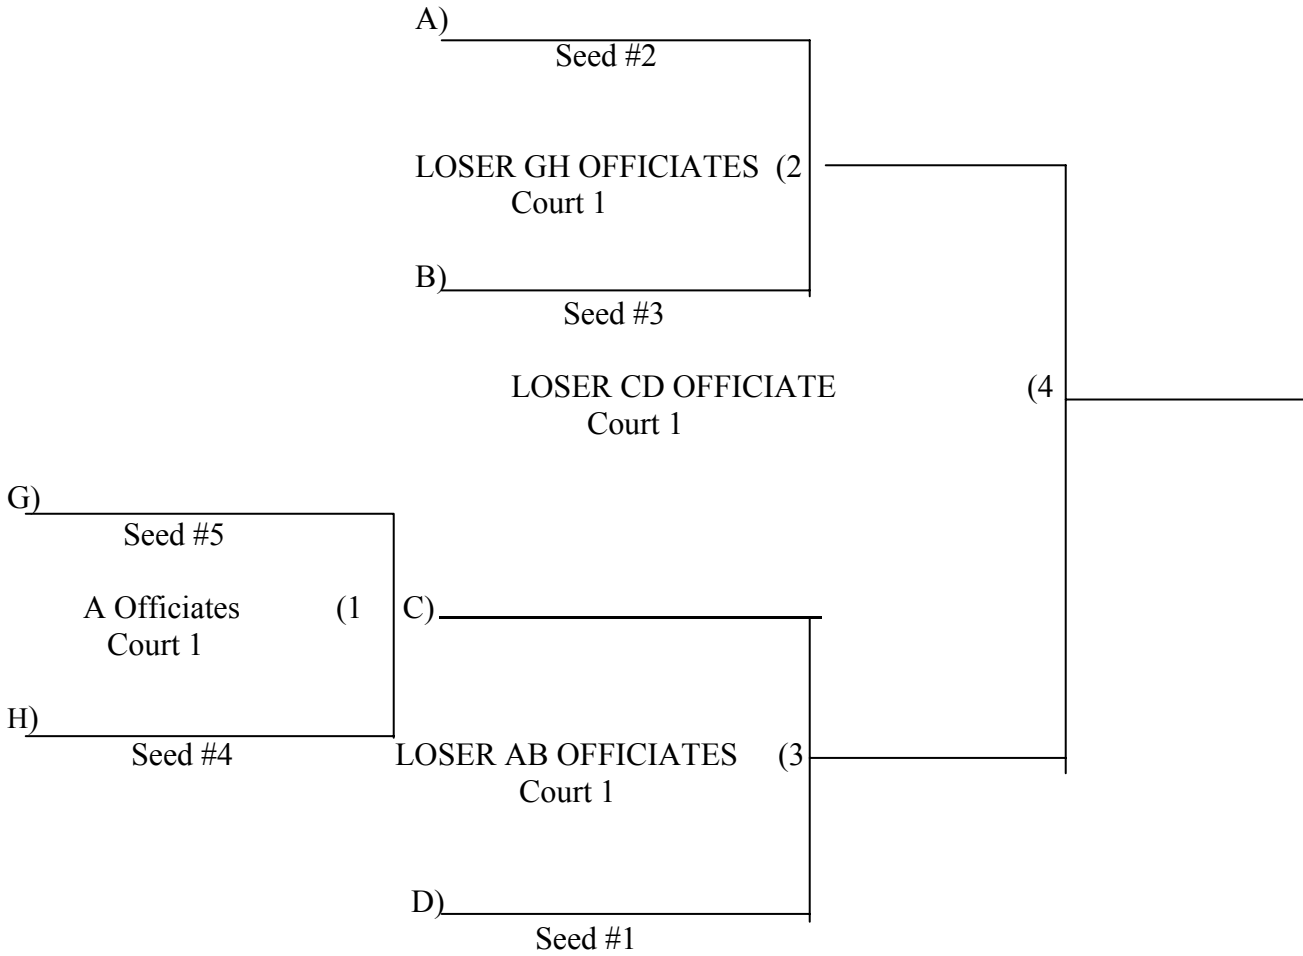 A)
Seed #2
LOSER GH OFFICIATES (2
Court 1
B)
Seed #3
LOSER CD OFFICIATE (4
Court 1
G)
Seed #5
A Officiates (1 C)
Court 1
H)
Seed #4 LOSER AB OFFICIATES (3
Court 1
D)
Seed #1